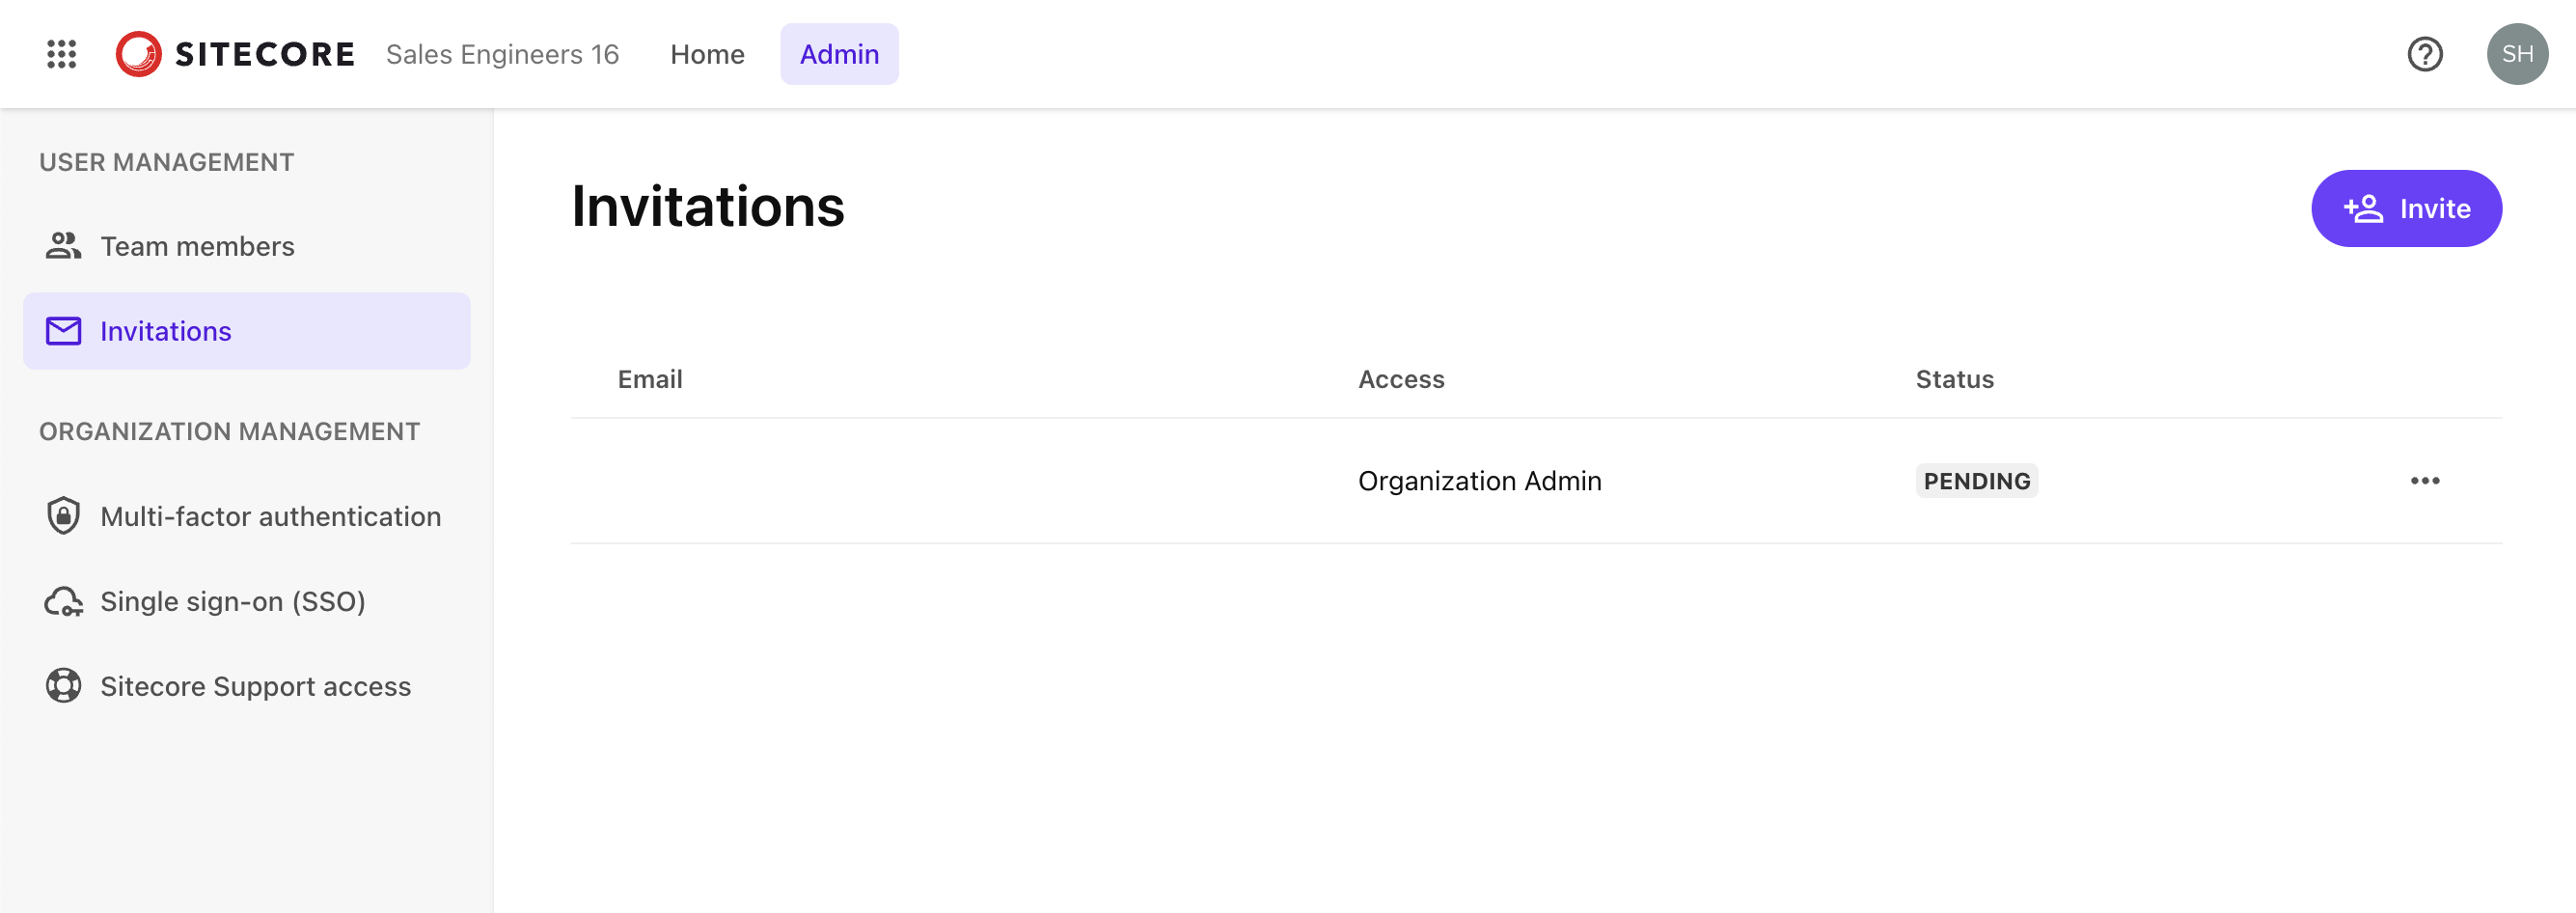 SITECORE Sales Engineers 16 Home Admin SH
USER MANAGEMENT
Team members
Invitations
ORGANIZATION MANAGEMENT
Multi-factor authentication
Single sign-on (SSO)
Sitecore Support access
Invitations
Invite
Email Access Status
Organization Admin PENDING